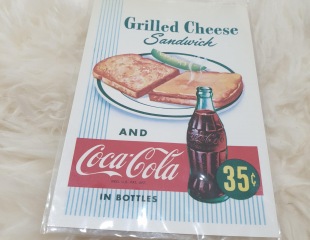 Grilled Cheese
Sandwich
AND
Coca-Cola
35¢
IN BOTTLES